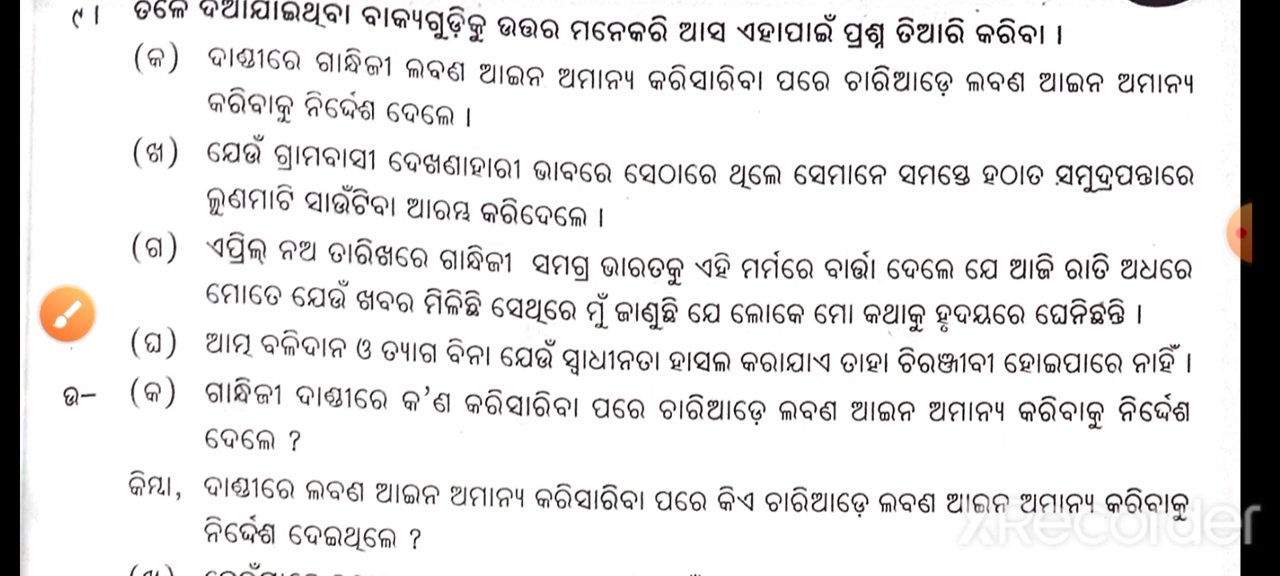 ୯ । ତଳେ ଦିଆଯାଇଥିବା ବାକ୍ୟଗୁଡ଼ିକୁ ଉତ୍ତର ମନେକରି ଆସ ଏହାପାଇଁ ପ୍ରଶ୍ନ ତିଆରି କରିବା ।
(କ) ଦାଣ୍ଡୀରେ ଗାନ୍ଧିଜୀ ଲବଣ ଆଇନ ଅମାନ୍ୟ କରିସାରିବା ପରେ ଚାରିଆଡ଼େ ଲବଣ ଆଇନ ଅମାନ୍ୟ
କରିବାକୁ ନିର୍ଦ୍ଦେଶ ଦେଲେ ।
(ଖ) ଯେଉଁ ଗ୍ରାମବାସୀ ଦେଖଣାହାରୀ ଭାବରେ ସେଠାରେ ଥିଲେ ସେମାନେ ସମସ୍ତେ ହଠାତ ସମୁଦ୍ରପନ୍ତାରେ
ଲୁଣମାଟି ସାଉଁଟିବା ଆରମ୍ଭ କରିଦେଲେ ।
(ଗ) ଏପ୍ରିଲ୍ ନଅ ତାରିଖରେ ଗାନ୍ଧିଜୀ ସମଗ୍ର ଭାରତକୁ ଏହି ମର୍ମରେ ବାର୍ତ୍ତା ଦେଲେ ଯେ ଆଜି ରାତି ଅଧରେ
ମୋତେ ଯେଉଁ ଖବର ମିଳିଛି ସେଥିରେ ମୁଁ ଜାଣୁଛି ଯେ ଲୋକେ ମୋ କଥାକୁ ହୃଦୟରେ ଘେନିଛନ୍ତି ।
(ଘ) ଆତ୍ମ ବଳିଦାନ ଓ ତ୍ୟାଗ ବିନା ଯେଉଁ ସ୍ୱାଧୀନତା ହାସଲ କରାଯାଏ ତାହା ଚିରଞ୍ଜୀବୀ ହୋଇପାରେ ନାହିଁ ।
ଉ– (କ) ଗାନ୍ଧିଜୀ ଦାଣ୍ଡୀରେ କ'ଣ କରିସାରିବା ପରେ ଚାରିଆଡ଼େ ଲବଣ ଆଇନ ଅମାନ୍ୟ କରିବାକୁ ନିର୍ଦ୍ଦେଶ
ଦେଲେ ?
କିମ୍ବା, ଦାଣ୍ଡୀରେ ଲବଣ ଆଇନ ଅମାନ୍ୟ କରିସାରିବା ପରେ କିଏ ଚାରିଆଡ଼େ ଲବଣ ଆଇନ ଅମାନ୍ୟ କରିବାକୁ
ନିର୍ଦ୍ଦେଶ ଦେଇଥିଲେ ?
XRecorder